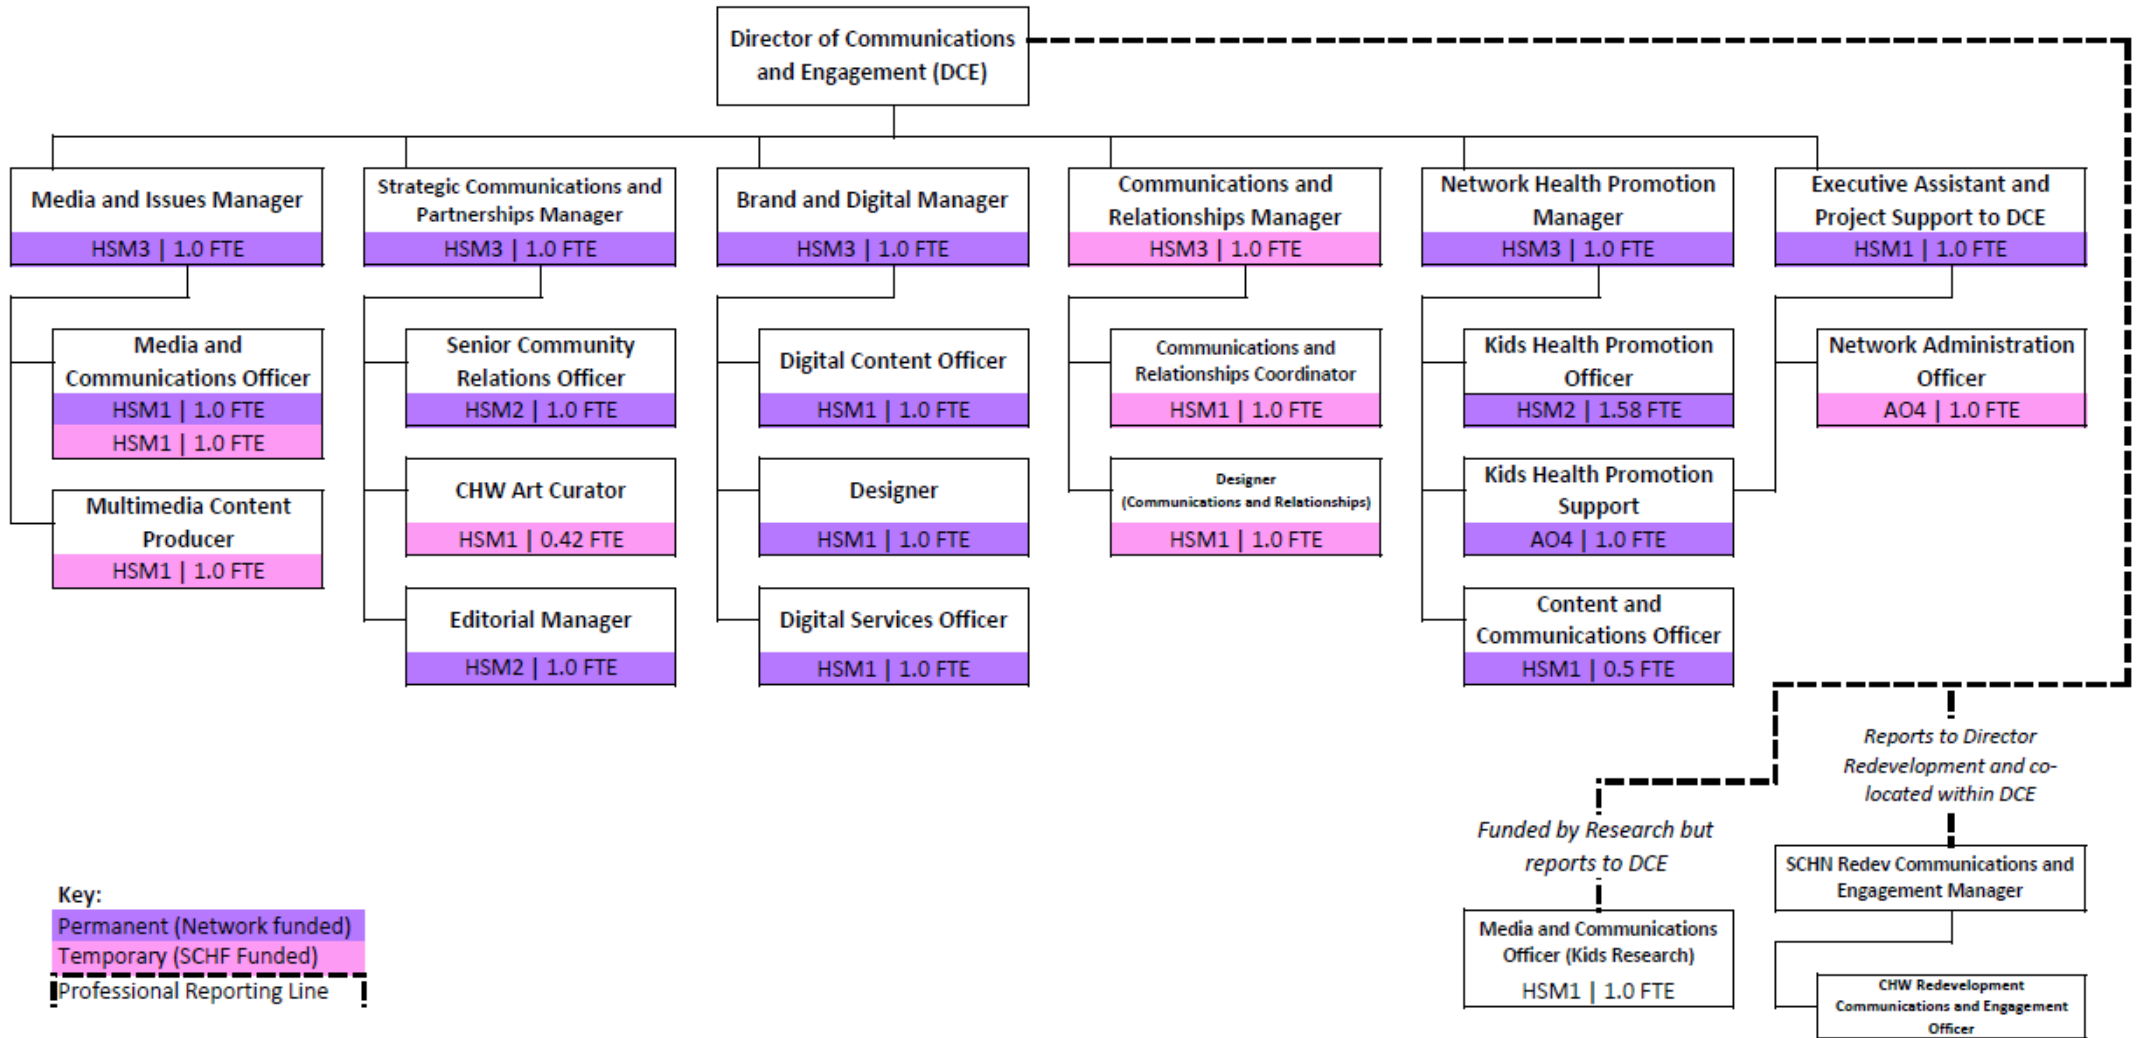 Director of Communications
and Engagement (DCE)
Media and Issues Manager
HSM3 | 1.0 FTE
Strategic Communications and
Partnerships Manager
HSM3 | 1.0 FTE
Brand and Digital Manager
HSM3 | 1.0 FTE
Communications and
Relationships Manager
HSM3 | 1.0 FTE
Network Health Promotion
Manager
HSM3 | 1.0 FTE
Executive Assistant and
Project Support to DCE
HSM1 | 1.0 FTE
Media and
Communications Officer
HSM1 | 1.0 FTE
HSM1 | 1.0 FTE
Multimedia Content
Producer
HSM1 | 1.0 FTE
Senior Community
Relations Officer
HSM2 | 1.0 FTE
CHW Art Curator
HSM1 | 0.42 FTE
Editorial Manager
HSM2 | 1.0 FTE
Digital Content Officer
HSM1 | 1.0 FTE
Designer
HSM1 | 1.0 FTE
Digital Services Officer
HSM1 | 1.0 FTE
Communications and
Relationships Coordinator
HSM1 | 1.0 FTE
Designer
(Communications and Relationships)
HSM1 | 1.0 FTE
Kids Health Promotion
Officer
HSM2 | 1.58 FTE
Kids Health Promotion
Support
AO4 | 1.0 FTE
Content and
Communications Officer
HSM1 | 0.5 FTE
Network Administration
Officer
AO4 | 1.0 FTE
Funded by Research but
reports to DCE
Media and Communications
Officer (Kids Research)
HSM1 | 1.0 FTE
Reports to Director
Redevelopment and co-
located within DCE
SCHN Redev Communications and
Engagement Manager
CHW Redevelopment
Communications and Engagement
Officer
Key:
Permanent (Network funded)
Temporary (SCHF Funded)
Professional Reporting Line